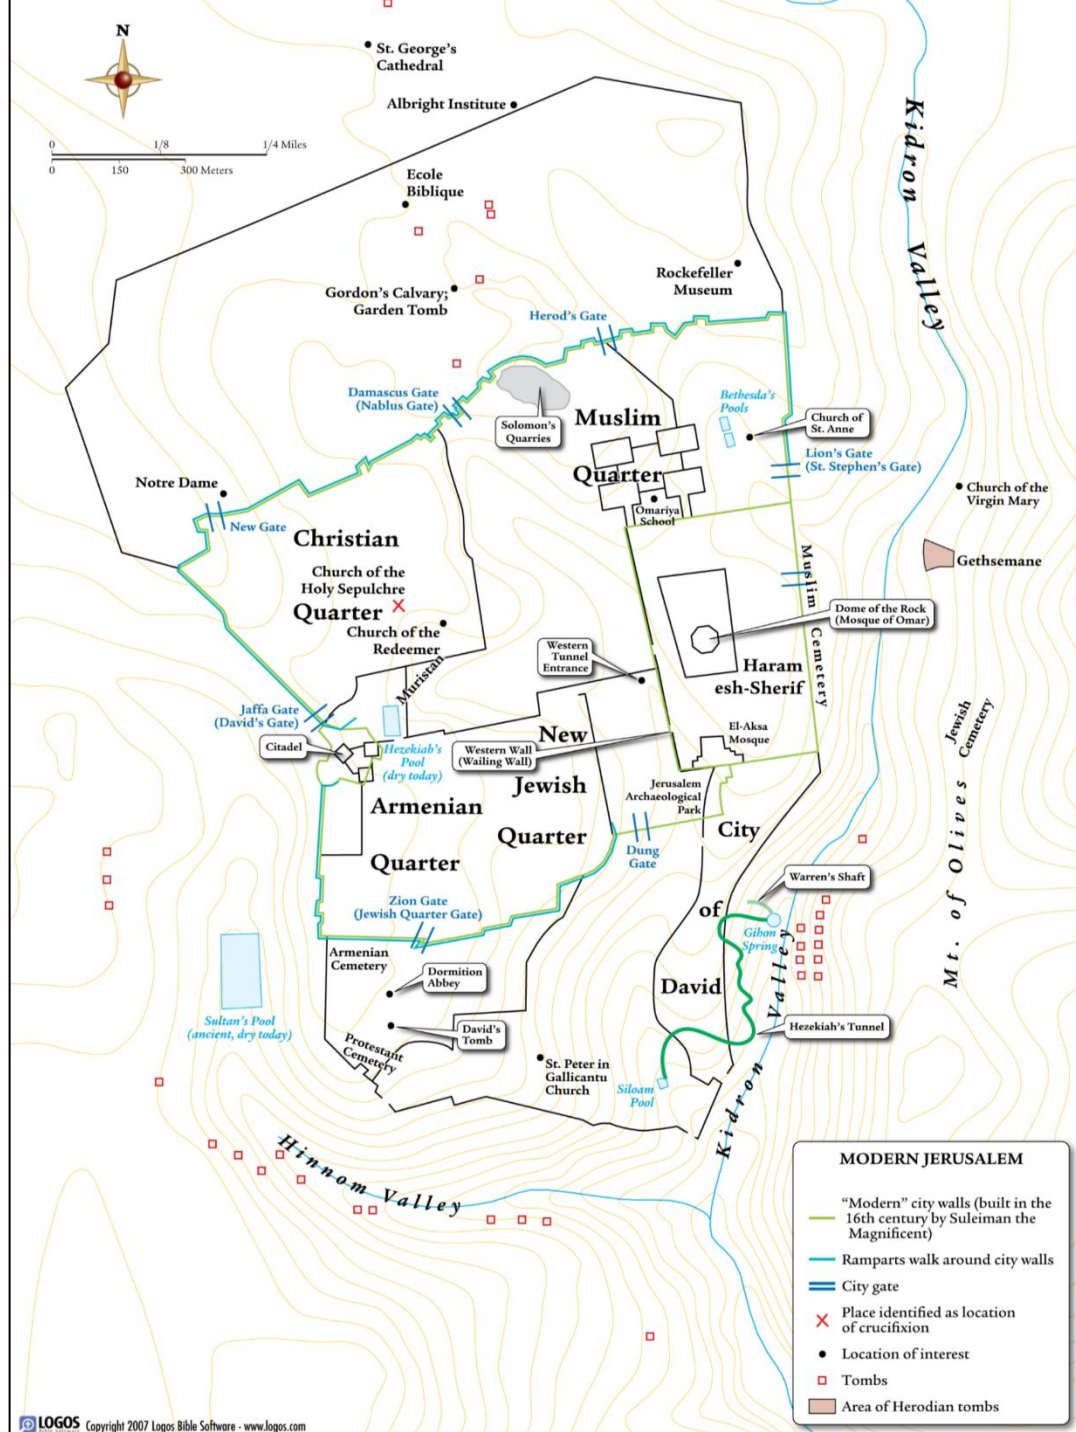 N
0 1/8 1/4 Miles
0 150 300 Meters
St. George's
Cathedral
Albright Institute
Ecole
Biblique
Kidron Valley
Rockefeller
Museum
Gordon's Calvary;
Garden Tomb
Herod's Gate
Damascus Gate
(Nablus Gate)
Solomon's
Quarries
Muslim
Quarter
Bethesda's
Pools
Church of
St. Anne
Lion's Gate
(St. Stephen's Gate)
Omariya
School
Church of the
Virgin Mary
Gethsemane
Notre Dame
New Gate
Christian
Quarter
Church of the
Holy Sepulchre
Church of the
Redeemer
Muristan
Muslim Cemetery
Dome of the Rock
(Mosque of Omar)
Haram
esh-Sherif
Western
Tunnel
Entrance
Jaffa Gate
(David's Gate)
Citadel
Hezekiah's
Pool
(dry today)
New
Jewish
Quarter
Western Wall
(Wailing Wall)
El-Aksa
Mosque
Jerusalem
Archaeological
Park
Jewish
Cemetery
Mt. of Olives
Armenian
Quarter
Dung
Gate
City
of
David
Warren's Shaft
Gihon
Spring
Zion Gate
(Jewish Quarter Gate)
Armenian
Cemetery
Dormition
Abbey
David's
Tomb
Protestant
Cemetery
Sultan's Pool
(ancient, dry today)
St. Peter in
Gallicantu
Church
Siloam
Pool
Hezekiah's Tunnel
Kidron Valley
Hinnom Valley
MODERN JERUSALEM
"Modern" city walls (built in the
16th century by Suleiman the
Magnificent)
Ramparts walk around city walls
City gate
Place identified as location
of crucifixion
Location of interest
Tombs
Area of Herodian tombs
LOGOS
Copyright 2007 Logos Bible Software - www.logos.com